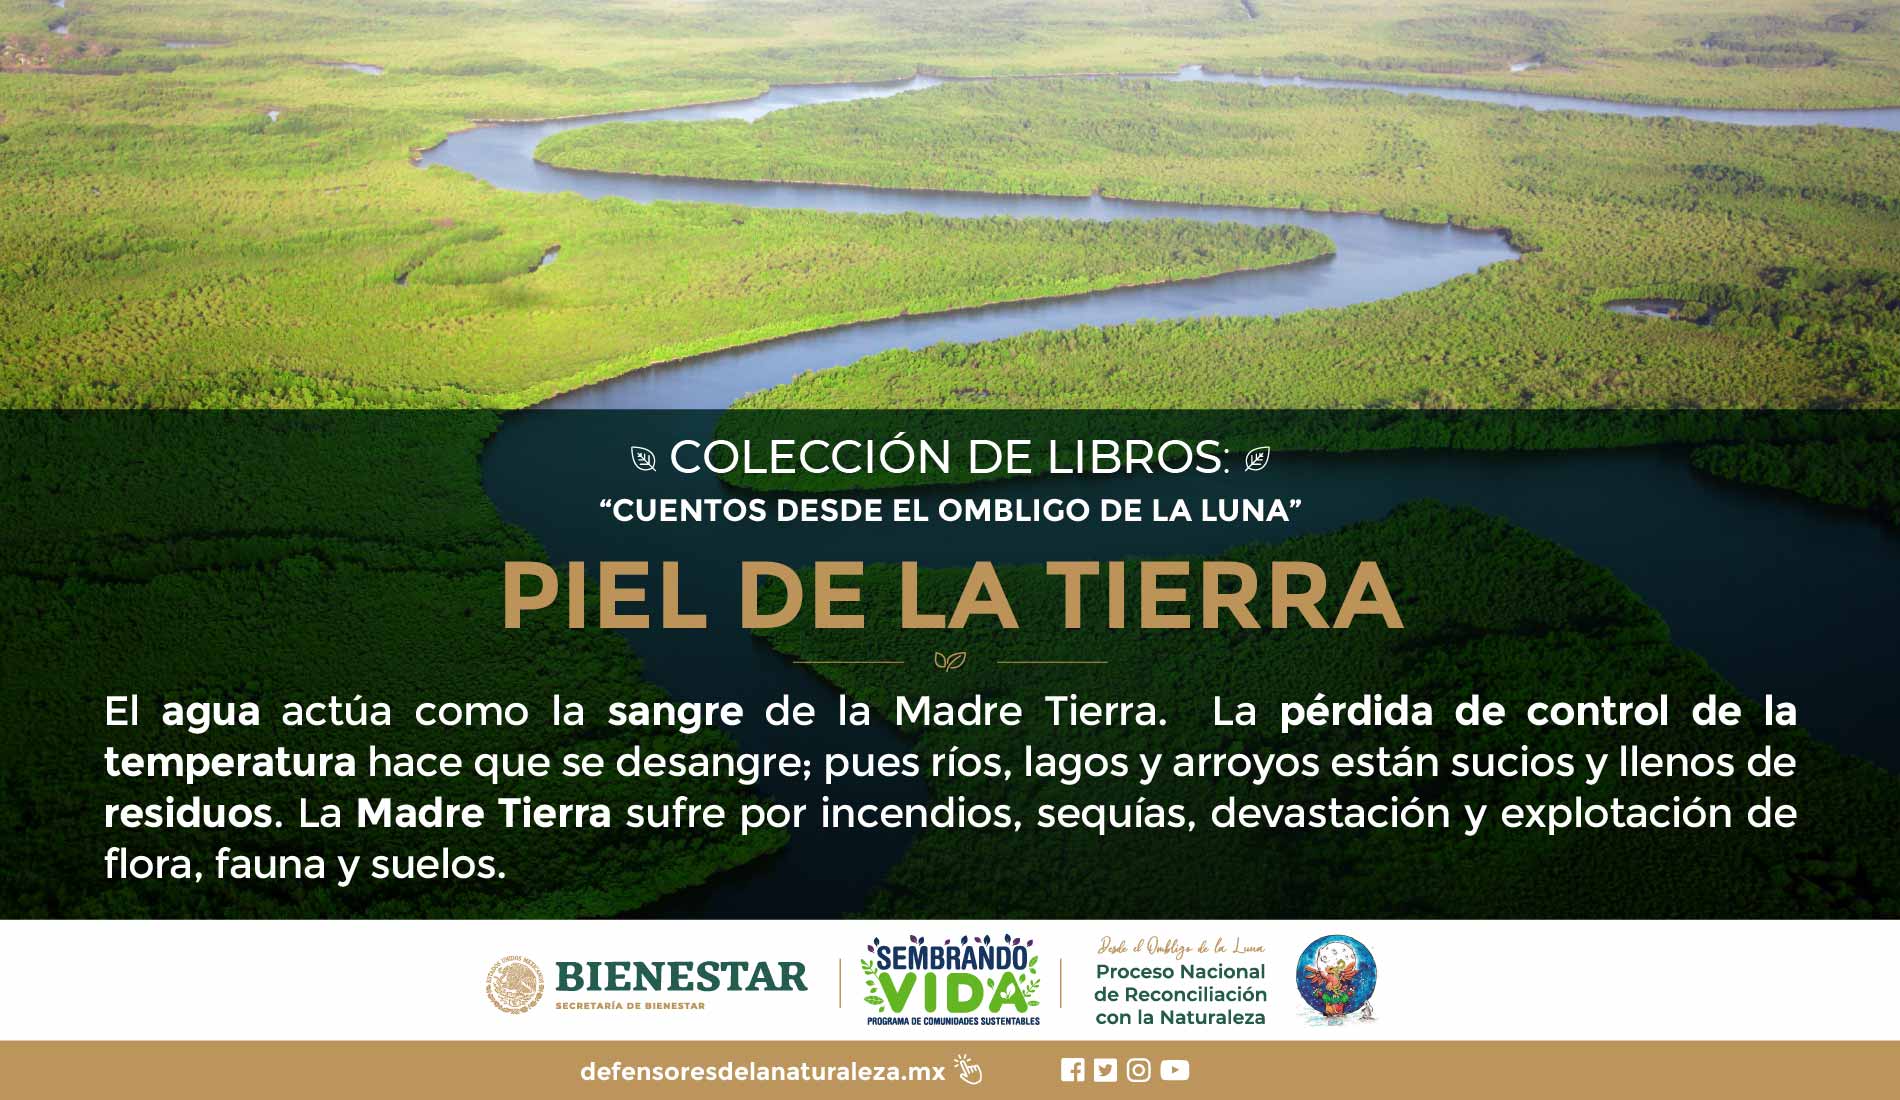 COLECCIÓN DE LIBROS:
“CUENTOS DESDE EL OMBLIGO DE LA LUNA”
PIEL DE LA TIERRA
El agua actúa como la sangre de la Madre Tierra. La pérdida de control de la
temperatura hace que se desangre; pues ríos, lagos y arroyos están sucios y llenos de
residuos. La Madre Tierra sufre por incendios, sequías, devastación y explotación de
flora, fauna y suelos.
ESTADOS UNIDOS MEXICANOS
BIENESTAR
SECRETARÍA DE BIENESTAR
SEMBRANDO
VIDA
PROGRAMA DE COMUNIDADES SUSTENTABLES
Desde el Ombligo de la Luna
Proceso Nacional
de Reconciliación
con la Naturaleza
defensoresdelanaturaleza.mx